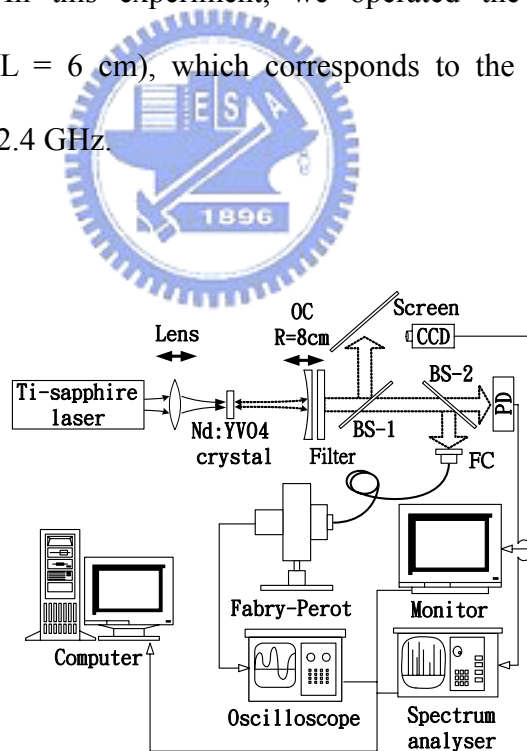 In this experiment, we operated the
L = 6 cm), which corresponds to the
2.4 GHz.
ESA
1896
OC
R=8cm
Screen
CCD
Lens
BS-2
Ti-sapphire
laser
PD
BS-1
Nd:YVO4
crystal
Filter
FC
Fabry-Perot
Monitor
Computer
Oscilloscope
Spectrum
analyser